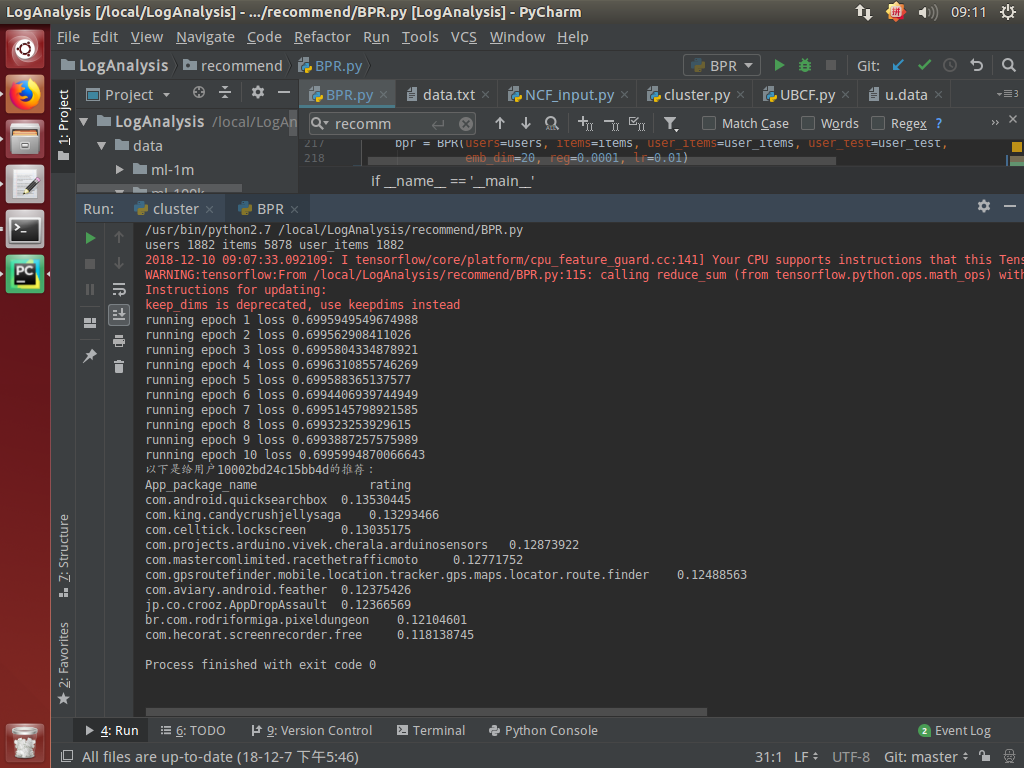 LogAnalysis [/local/LogAnalysis] - .../recommend/BPR.py [LogAnalysis] - PyCharm
拼
09:11
File Edit View Navigate Code Refactor Run Tools VCS Window Help
LogAnalysis recommend BPR.py
BPR
Git:
1: Project
Project
BPR.py data.txt NCF_input.py cluster.py UBCF.py u.data
LogAnalysis /local/LogAn
data
ml-1m
recomm
Match Case Words Regex ?
217 bpr = BPR(users=users, items=items, user_items=user_items, user_test=user_test,
218 emb_dim=20, reg=0.0001, lr=0.01)
if __name__ == '__main__'
Run: cluster BPR
/usr/bin/python2.7 /local/LogAnalysis/recommend/BPR.py
users 1882 items 5878 user_items 1882
2018-12-10 09:07:33.092109: I tensorflow/core/platform/cpu_feature_guard.cc:141] Your CPU supports instructions that this Tens
WARNING:tensorflow:From /local/LogAnalysis/recommend/BPR.py:115: calling reduce_sum (from tensorflow.python.ops.math_ops) with
Instructions for updating:
keep_dims is deprecated, use keepdims instead
running epoch 1 loss 0.6995949549674988
running epoch 2 loss 0.699562908411026
running epoch 3 loss 0.6995804334878921
running epoch 4 loss 0.6996310855746269
running epoch 5 loss 0.699588365137577
running epoch 6 loss 0.6994406939744949
running epoch 7 loss 0.6995145798921585
running epoch 8 loss 0.699323253929615
running epoch 9 loss 0.6993887257575989
running epoch 10 loss 0.6995994870066643
以下是给用户10002bd24c15bb4d的推荐：
App_package_name rating
com.android.quicksearchbox 0.13530445
com.king.candycrushjellysaga 0.13293466
com.celltick.lockscreen 0.13035175
com.projects.arduino.vivek.cherala.arduinosensors 0.12873922
com.mastercomlimited.racethetrafficmoto 0.12771752
com.gpsroutefinder.mobile.location.tracker.gps.maps.locator.route.finder 0.12488563
com.aviary.android.feather 0.12375426
jp.co.crooz.AppDropAssault 0.12366569
br.com.rodriformiga.pixeldungeon 0.12104601
com.hecorat.screenrecorder.free 0.118138745
Process finished with exit code 0
7: Structure
2: Favorites
4: Run 6: TODO 9: Version Control Terminal Python Console 2 Event Log
All files are up-to-date (18-12-7 下午5:46) 31:1 LF UTF-8 Git: master